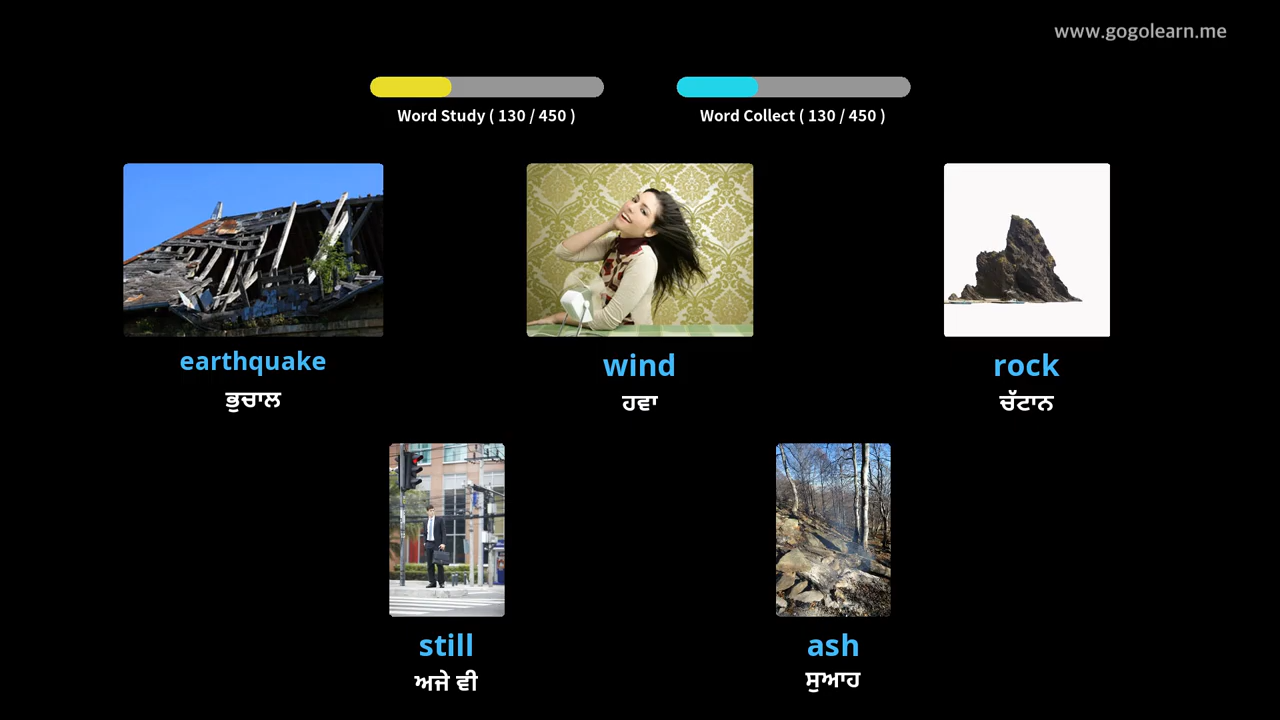 www.gogolearn.me
Word Study ( 130 / 450 )
Word Collect ( 130 / 450 )
earthquake
ਭੁਚਾਲ
wind
ਹਵਾ
rock
ਚੱਟਾਨ
still
ਅਜੇ ਵੀ
ash
ਸੁਆਹ